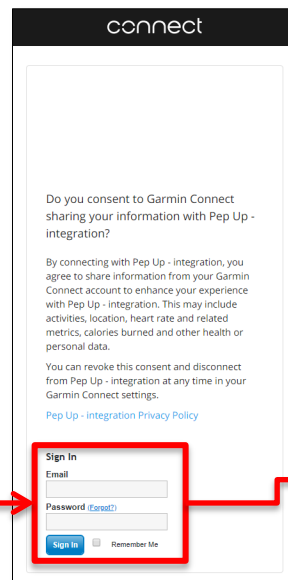 connect
Do you consent to Garmin Connect
sharing your information with Pep Up -
integration?
By connecting with Pep Up - integration, you
agree to share information from your Garmin
Connect account to enhance your experience
with Pep Up - integration. This may include
activities, location, heart rate and related
metrics, calories burned and other health or
personal data.
You can revoke this consent and disconnect
from Pep Up - integration at any time in your
Garmin Connect settings.
Pep Up - integration Privacy Policy
Sign In
Email
Password (Forgot?)
Sign In Remember Me